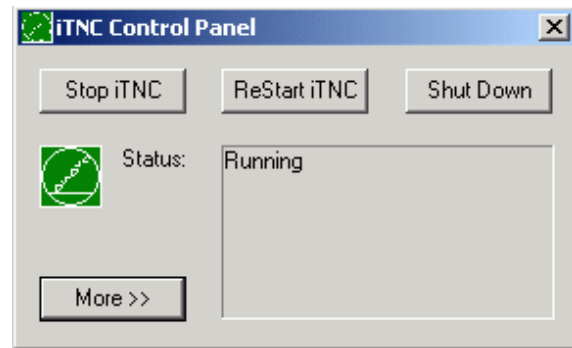 iTNC Control Panel
Stop iTNC
ReStart iTNC
Shut Down
Status:
Running
More >>